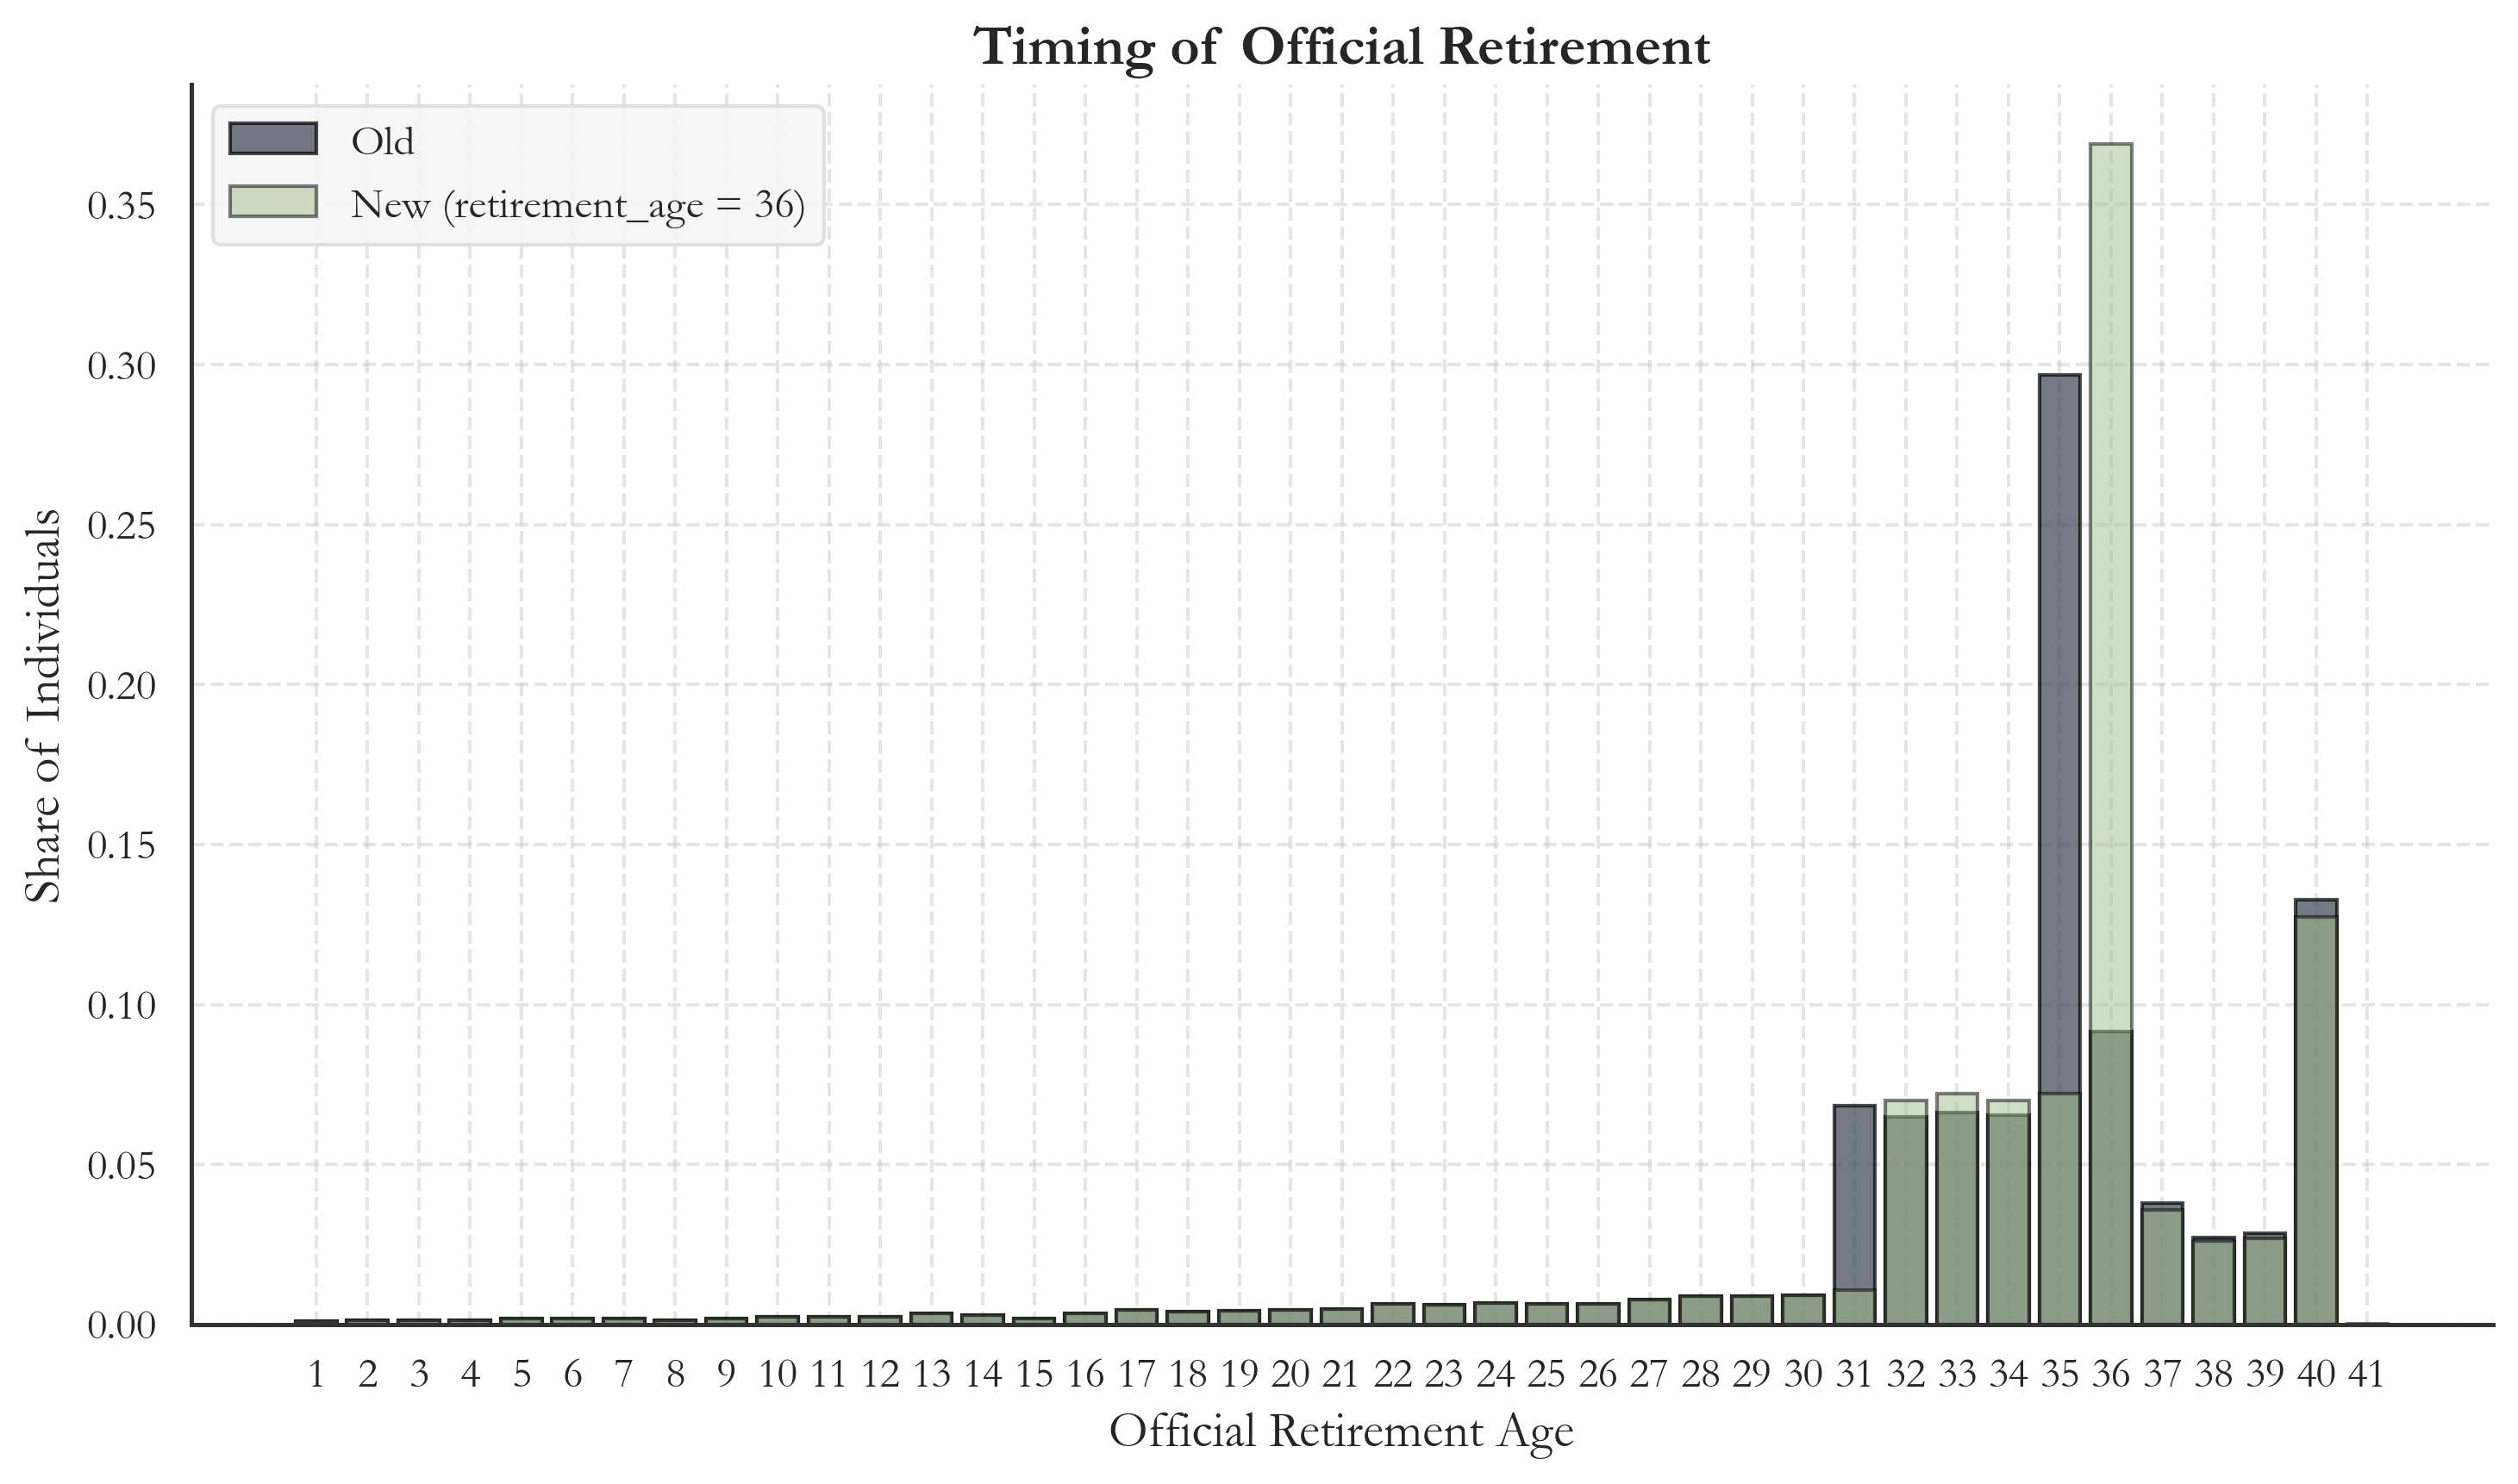 Timing of Official Retirement
Old
New (retirement_age = 36)
0.35
0.30
0.25
0.20
0.15
0.10
0.05
0.00
Share of Individuals
1 2 3 4 5 6 7 8 9 10 11 12 13 14 15 16 17 18 19 20 21 22 23 24 25 26 27 28 29 30 31 32 33 34 35 36 37 38 39 40 41
Official Retirement Age